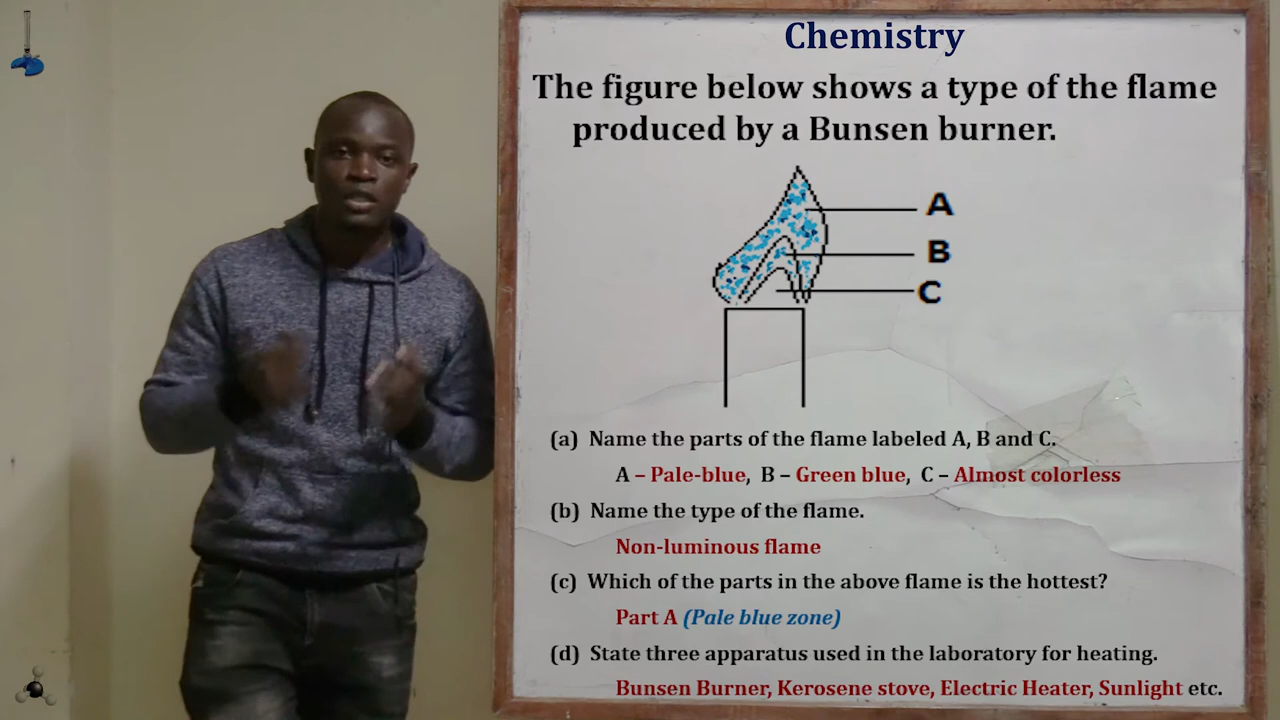 Chemistry
The figure below shows a type of the flame
produced by a Bunsen burner.
A
B
C
(a) Name the parts of the flame labeled A, B and C.
A – Pale-blue, B – Green blue, C – Almost colorless
(b) Name the type of the flame.
Non-luminous flame
(c) Which of the parts in the above flame is the hottest?
Part A (Pale blue zone)
(d) State three apparatus used in the laboratory for heating.
Bunsen Burner, Kerosene stove, Electric Heater, Sunlight etc.